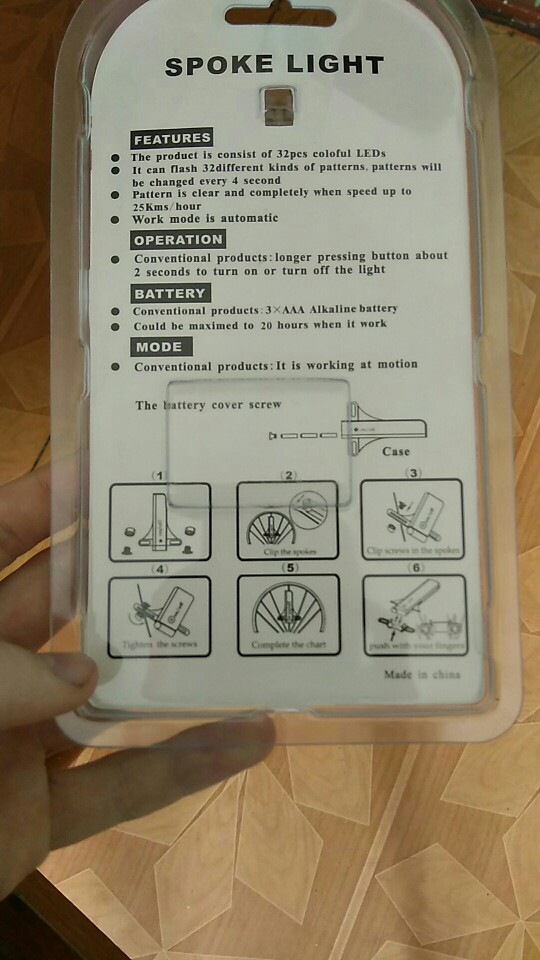 SPOKE LIGHT
FEATURES
The product is consist of 32pcs coloful LEDs
It can flash 32different kinds of patterns, patterns will
be changed every 4 second
Pattern is clear and completely when speed up to
25Kms/hour
Work mode is automatic
OPERATION
Conventional products:longer pressing button about
2 seconds to turn on or turn off the light
BATTERY
Conventional products:3×AAA Alkaline battery
Could be maximed to 20 hours when it work
MODE
Conventional products:It is working at motion
The battery cover screw
Case
(1) (2) (3)
Clip the spokes
Clip screws in the spokes
(4) (5) (6)
Tighten the screws
Complete the chart
push with your fingers
Made in china